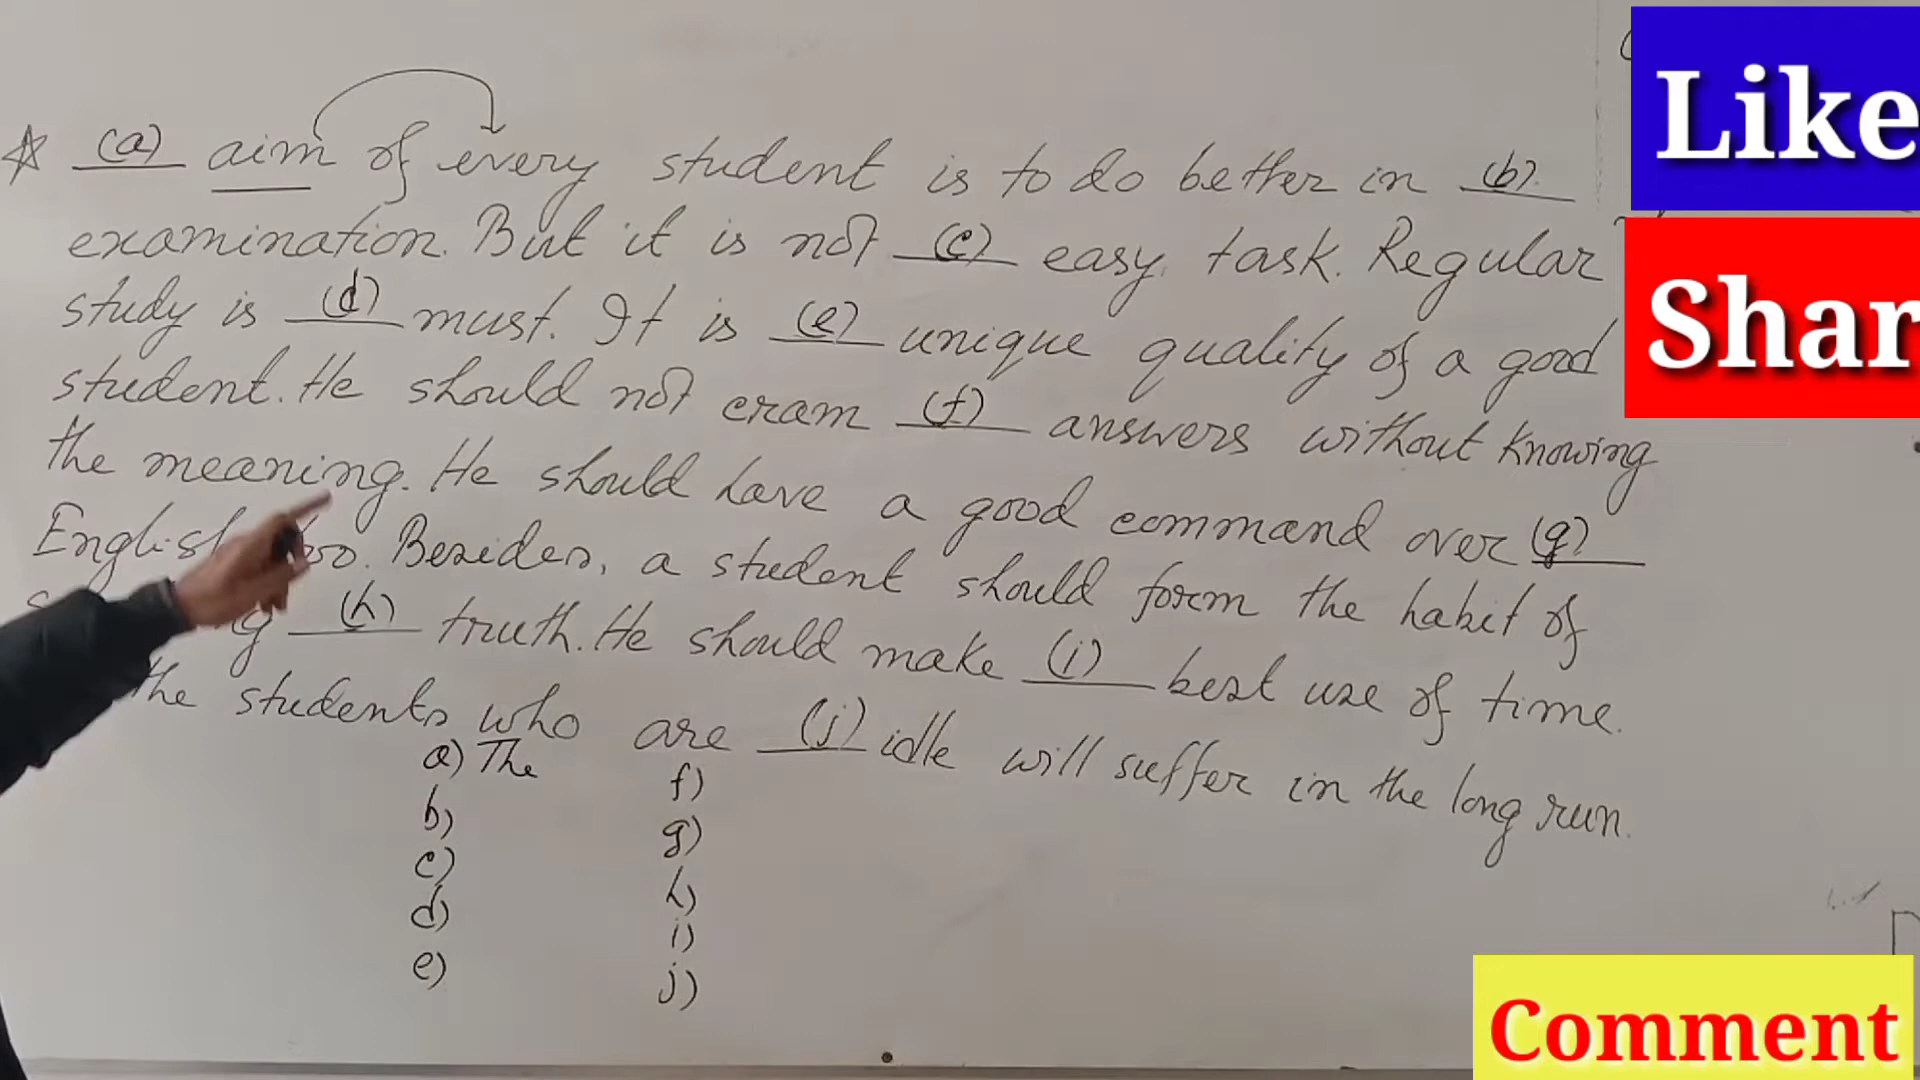 (a) aim of every student is to do better in (b)
examination. But it is not (c) easy task. Regular
study is (d) must. It is (e) unique quality of a good
student. He should not cram (f) answers without knowing
the meaning. He should have a good command over (g)
English too. Besides, a student should form the habit of
(h) truth. He should make (i) best use of time.
the students who are (j) idle will suffer in the long run.
a) The
b)
c)
d)
e)
f)
g)
h)
i)
j)
Like
Shar
Comment